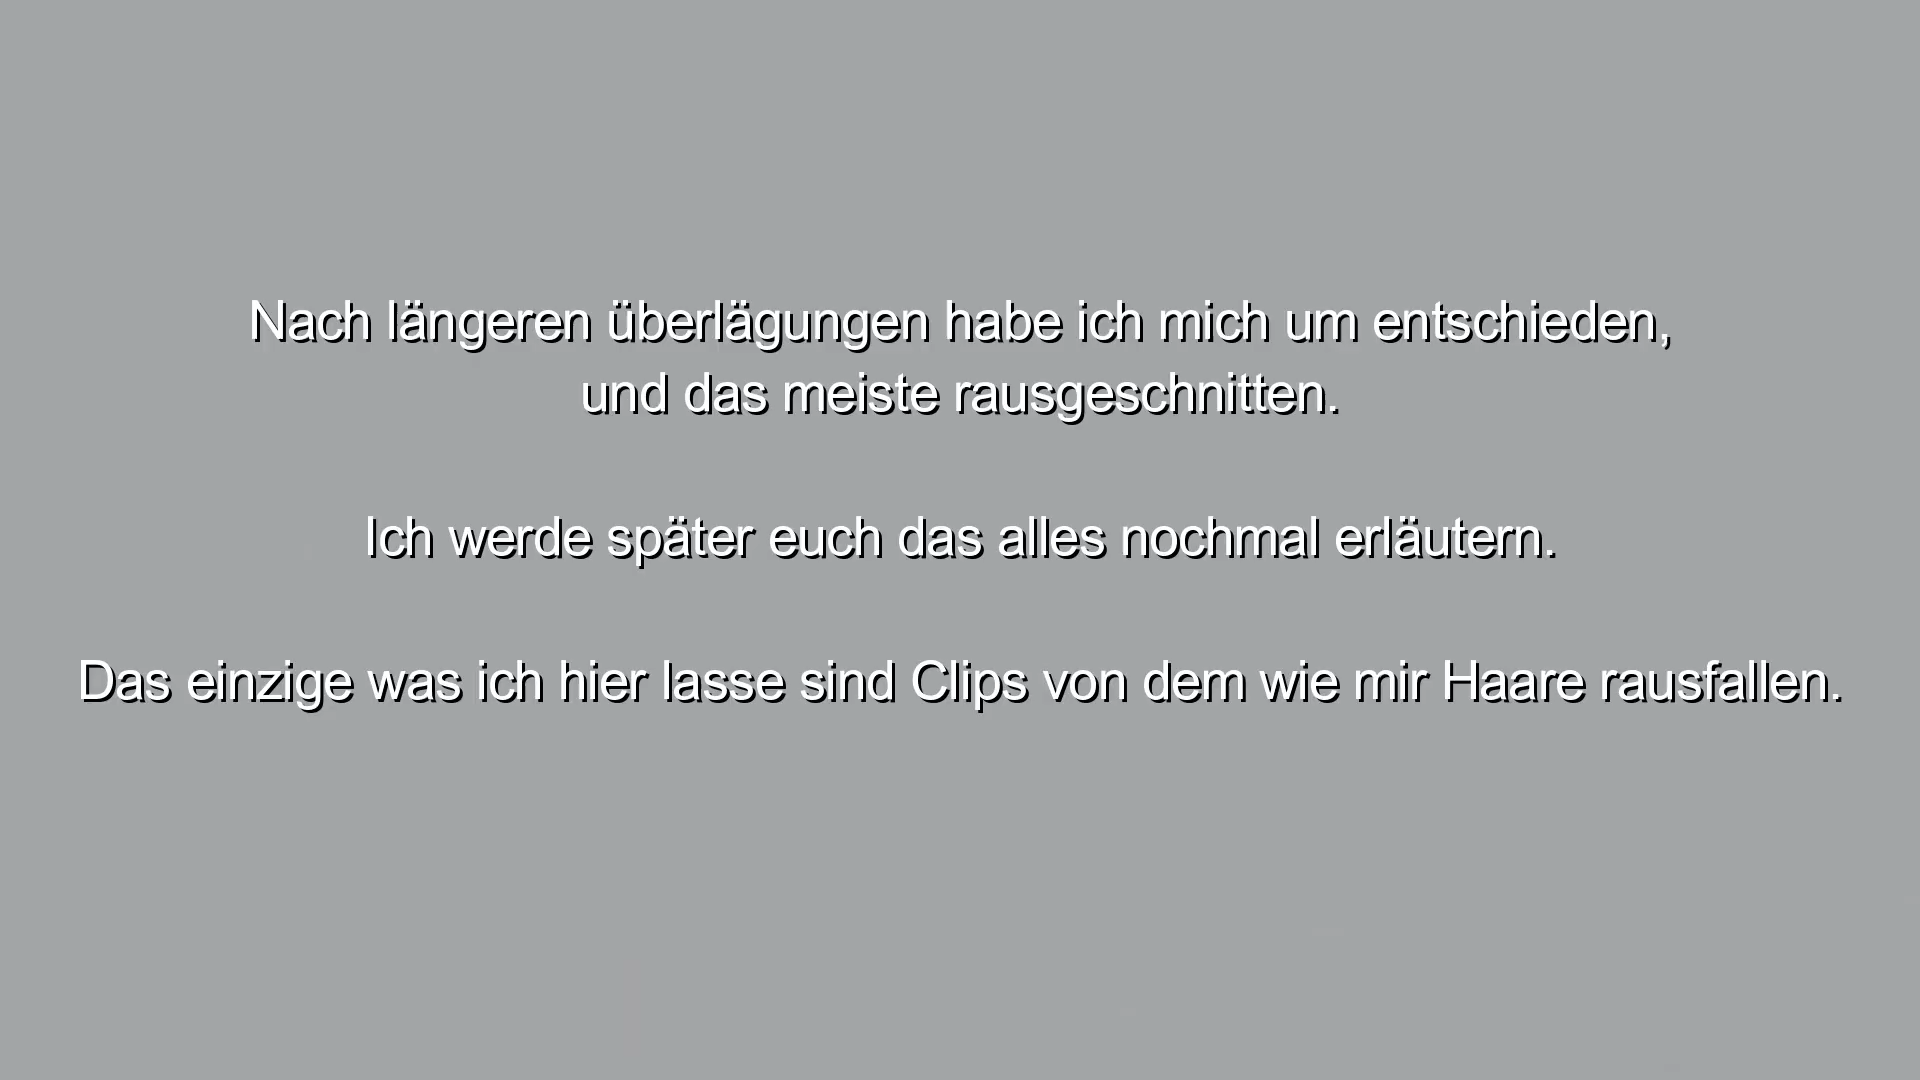 Nach längeren überlägungen habe ich mich um entschieden,
und das meiste rausgeschnitten.
Ich werde später euch das alles nochmal erläutern.
Das einzige was ich hier lasse sind Clips von dem wie mir Haare rausfallen.